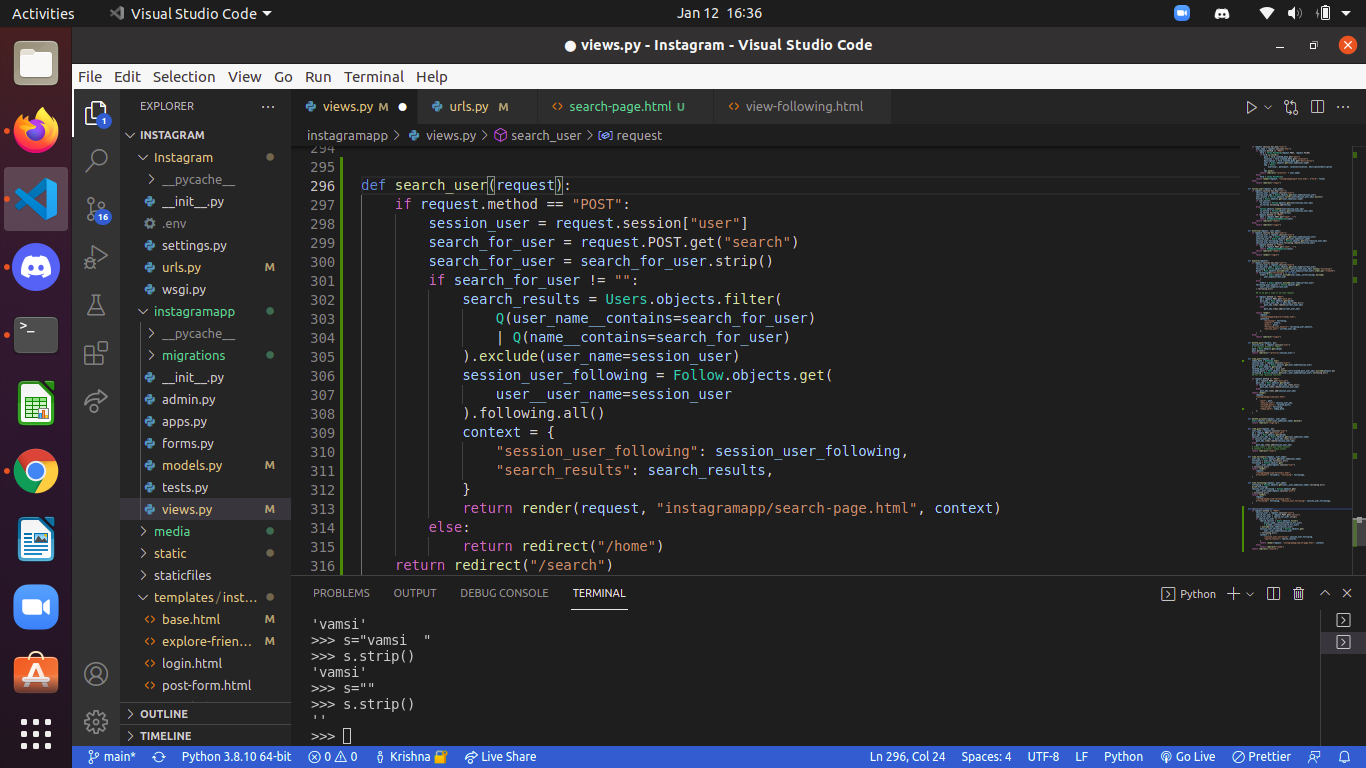 Activities
Visual Studio Code
Jan 12 16:36
● views.py - Instagram - Visual Studio Code
File Edit Selection View Go Run Terminal Help
EXPLORER
views.py M
urls.py M
search-page.html U
view-following.html
instagramapp > views.py > search_user > request
1
16
INSTAGRAM
Instagram
__pycache__
__init__.py
.env
settings.py
urls.py M
wsgi.py
instagramapp
__pycache__
migrations
__init__.py
admin.py
apps.py
forms.py
models.py M
tests.py
views.py M
media
static
staticfiles
templates/inst...
base.html M
explore-frien... M
login.html
post-form.html
OUTLINE
TIMELINE
294
295
296 def search_user(request):
297 if request.method == "POST":
298 session_user = request.session["user"]
299 search_for_user = request.POST.get("search")
300 search_for_user = search_for_user.strip()
301 if search_for_user != "":
302 search_results = Users.objects.filter(
303 Q(user_name__contains=search_for_user)
304 | Q(name__contains=search_for_user)
305 ).exclude(user_name=session_user)
306 session_user_following = Follow.objects.get(
307 user__user_name=session_user
308 ).following.all()
309 context = {
310 "session_user_following": session_user_following,
311 "search_results": search_results,
312 }
313 return render(request, "instagramapp/search-page.html", context)
314 else:
315 return redirect("/home")
316 return redirect("/search")
PROBLEMS OUTPUT DEBUG CONSOLE TERMINAL
Python
'vamsi'
>>> s="vamsi  "
>>> s.strip()
'vamsi'
>>> s=""
>>> s.strip()
''
>>>
main* Python 3.8.10 64-bit 0 0 Krishna Live Share
Ln 296, Col 24 Spaces: 4 UTF-8 LF Python Go Live Prettier